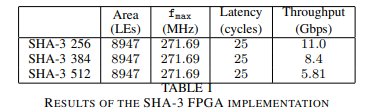 Area fmax Latency Throughput
(LEs) (MHz) (cycles) (Gbps)
SHA-3 256 8947 271.69 25 11.0
SHA-3 384 8947 271.69 25 8.4
SHA-3 512 8947 271.69 25 5.81
TABLE I
RESULTS OF THE SHA-3 FPGA IMPLEMENTATION